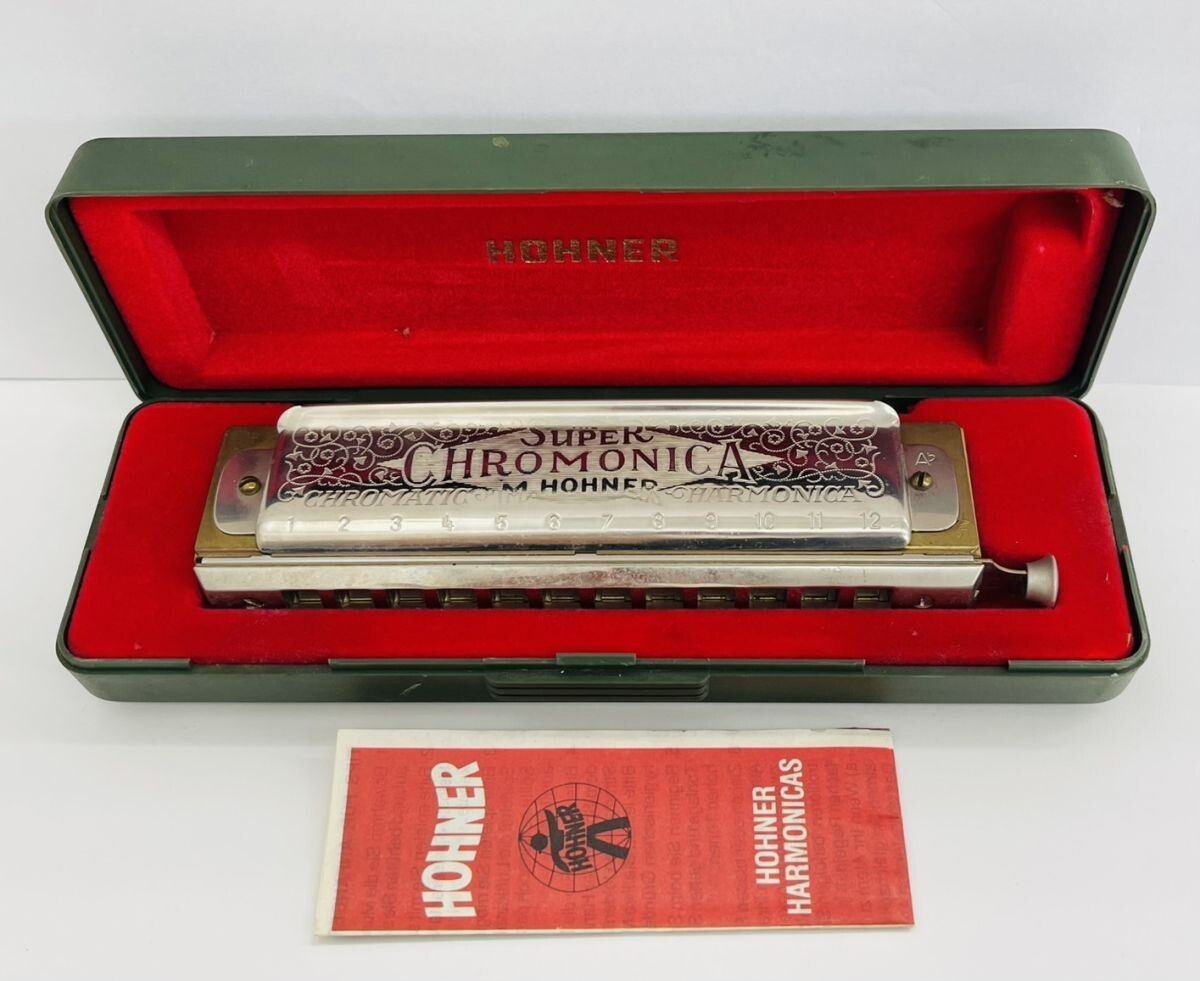 HOHNER
SUPER
CHROMONICA
M. HOHNER
CHROMATIC HARMONICA
A♭
1 2 3 4 5 6 7 8 9 10 11 12
HOHNER
HOHNER
HOHNER
HARMONICAS